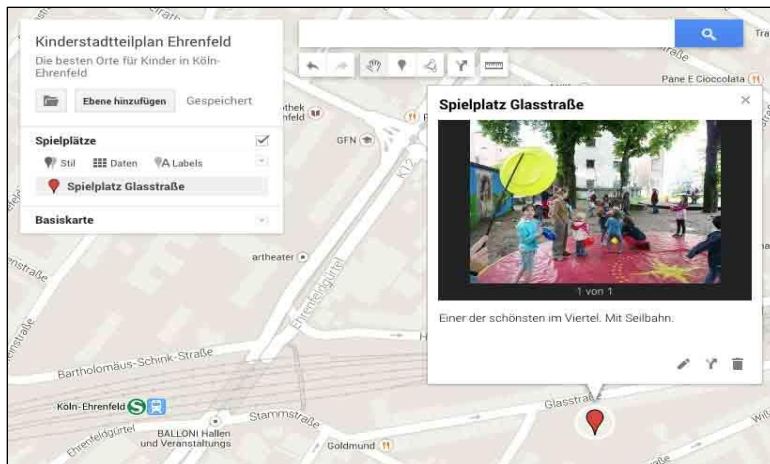 Kinderstadtteilplan Ehrenfeld
Die besten Orte für Kinder in Köln-
Ehrenfeld
Ebene hinzufügen Gespeichert
Spielplätze
Stil Daten Labels
Spielplatz Glasstraße
Basiskarte
Pane E Cioccolata
GFN
K12
artheater
Ehrenfeldgürtel
Bartholomäus-Schink-Straße
Köln-Ehrenfeld S
Ehrenfeldgürtel
BALLONI Hallen
und Veranstaltungs
Stammstraße
Goldmund
Glasstraße
Spielplatz Glasstraße
1 von 1
Einer der schönsten im Viertel. Mit Seilbahn.